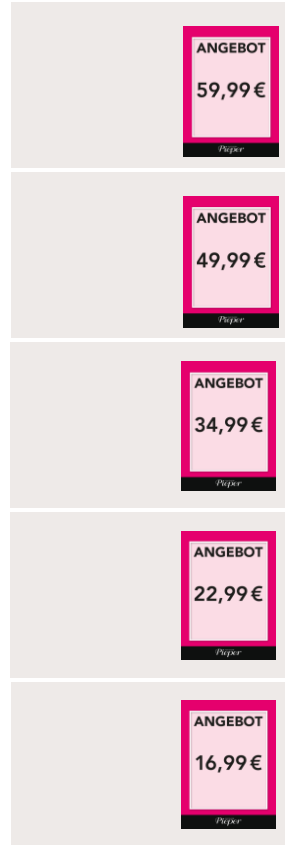 ANGEBOT
59,99 €
Pieper
ANGEBOT
49,99 €
Pieper
ANGEBOT
34,99 €
Pieper
ANGEBOT
22,99 €
Pieper
ANGEBOT
16,99 €
Pieper